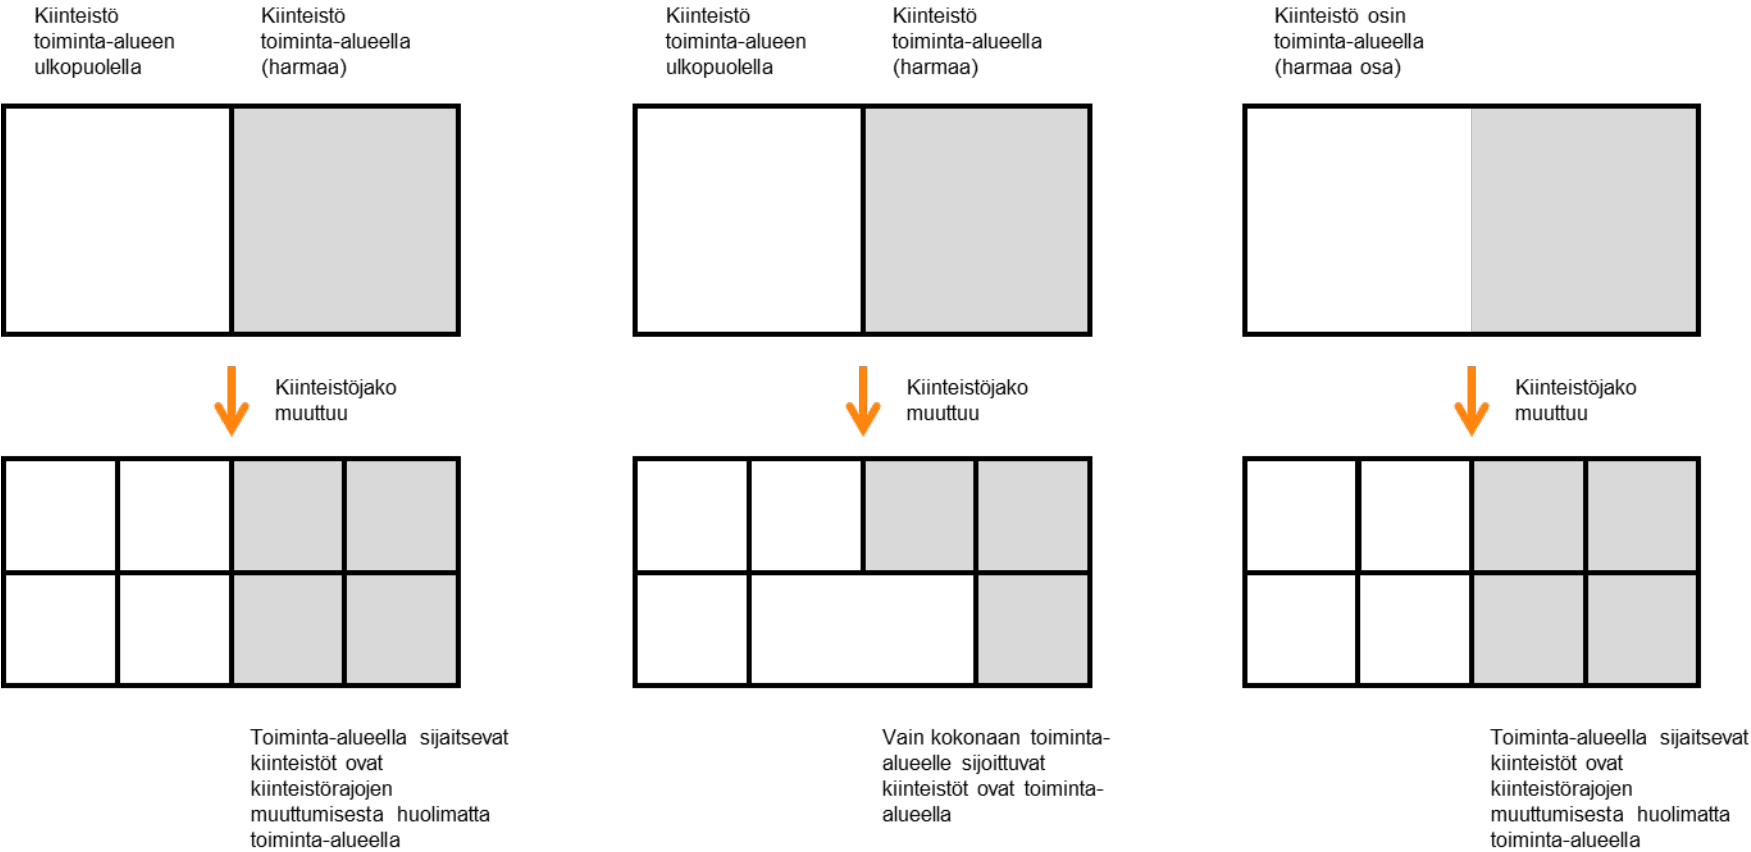 Kiinteistö
toiminta-alueen
ulkopuolella
Kiinteistö
toiminta-alueella
(harmaa)
Kiinteistö
toiminta-alueen
ulkopuolella
Kiinteistö
toiminta-alueella
(harmaa)
Kiinteistö osin
toiminta-alueella
(harmaa osa)
Kiinteistöjako
muuttuu
Kiinteistöjako
muuttuu
Kiinteistöjako
muuttuu
Toiminta-alueella sijaitsevat
kiinteistöt ovat
kiinteistörajojen
muuttumisesta huolimatta
toiminta-alueella
Vain kokonaan toiminta-
alueelle sijoittuvat
kiinteistöt ovat toiminta-
alueella
Toiminta-alueella sijaitsevat
kiinteistöt ovat
kiinteistörajojen
muuttumisesta huolimatta
toiminta-alueella